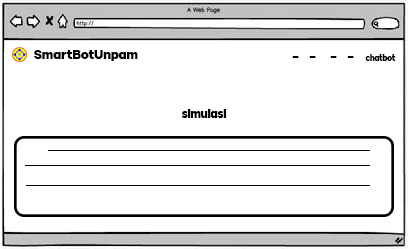 A Web Page
http://
SmartBotUnpam
chatbot
simulasi